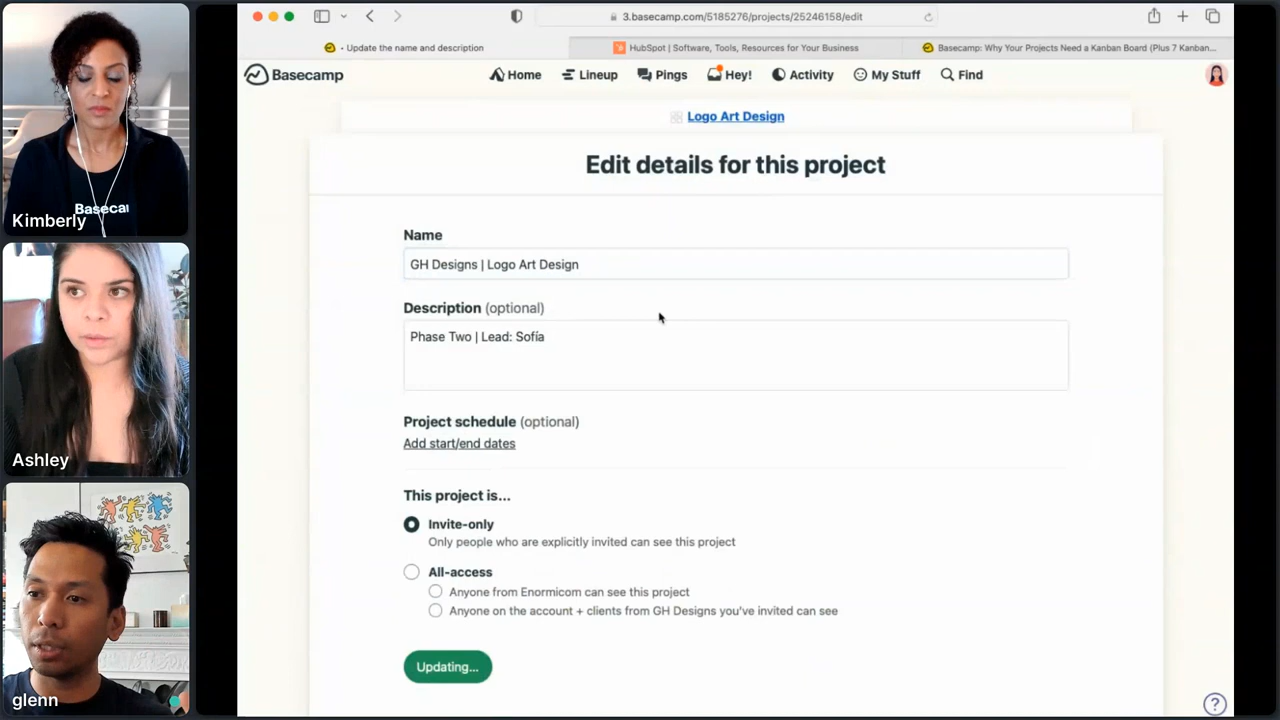 3.basecamp.com/5185276/projects/25246158/edit
• Update the name and description
HubSpot | Software, Tools, Resources for Your Business
Basecamp: Why Your Projects Need a Kanban Board (Plus 7 Kanban...
Basecamp
Home
Lineup
Pings
Hey!
Activity
My Stuff
Find
Logo Art Design
Edit details for this project
Name
GH Designs | Logo Art Design
Description (optional)
Phase Two | Lead: Sofía
Project schedule (optional)
Add start/end dates
This project is...
Invite-only
Only people who are explicitly invited can see this project
All-access
Anyone from Enormicom can see this project
Anyone on the account + clients from GH Designs you've invited can see
Updating...
?
Basecar
Kimberly
Ashley
glenn